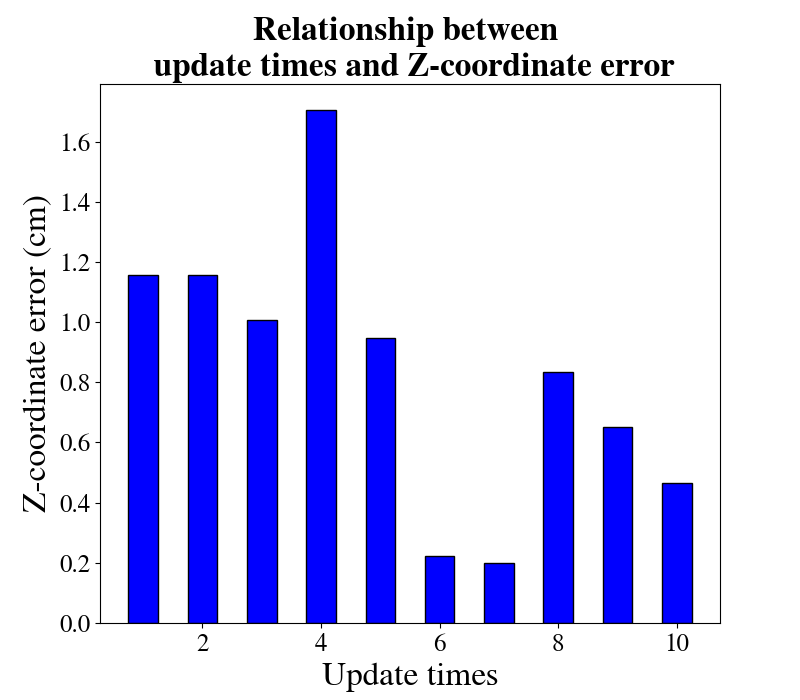 Relationship between
update times and Z-coordinate error
Z-coordinate error (cm)
1.6
1.4
1.2
1.0
0.8
0.6
0.4
0.2
0.0
2 4 6 8 10
Update times